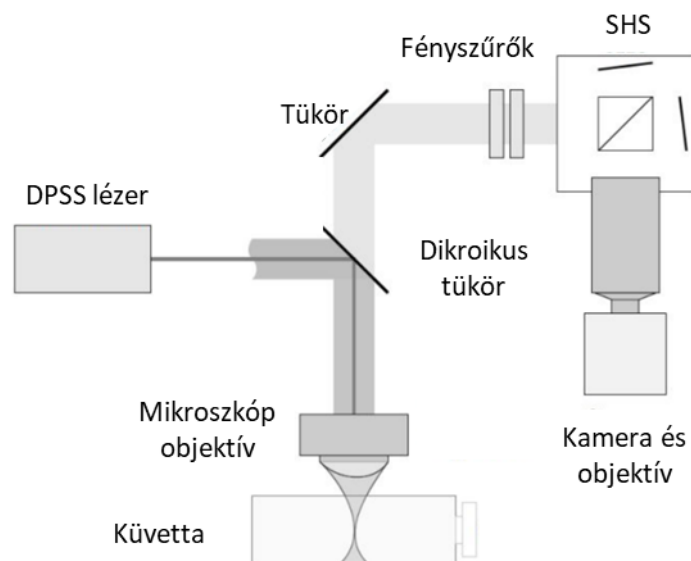 SHS
Fényszűrők
Tükör
DPSS lézer
Dikroikus
tükör
Mikroszkóp
objektív
Kamera és
objektív
Küvetta